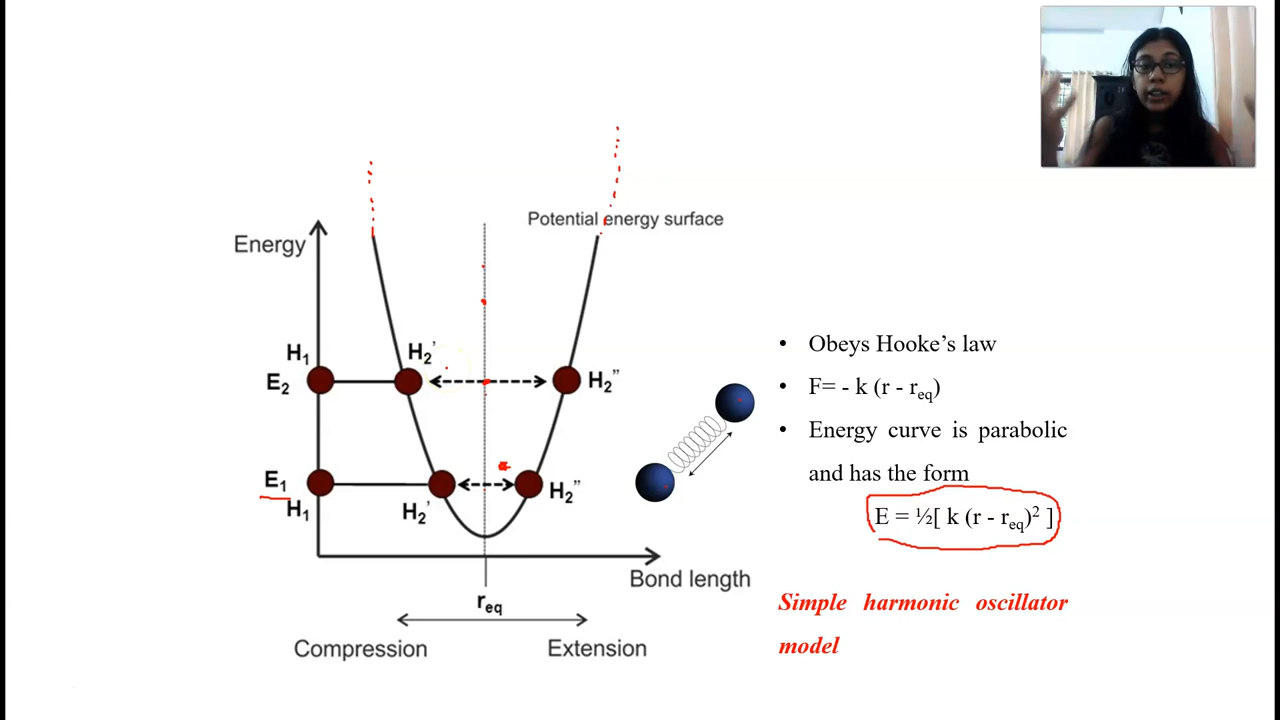 Potential energy surface
Energy
H₁
E₂
H₂'
H₂”
E₁
H₁
H₂'
H₂”
Bond length
rₑq
Compression
Extension
• Obeys Hooke’s law
• F= - k (r - rₑq)
• Energy curve is parabolic
and has the form
E = ½[ k (r - rₑq)² ]
Simple harmonic oscillator
model